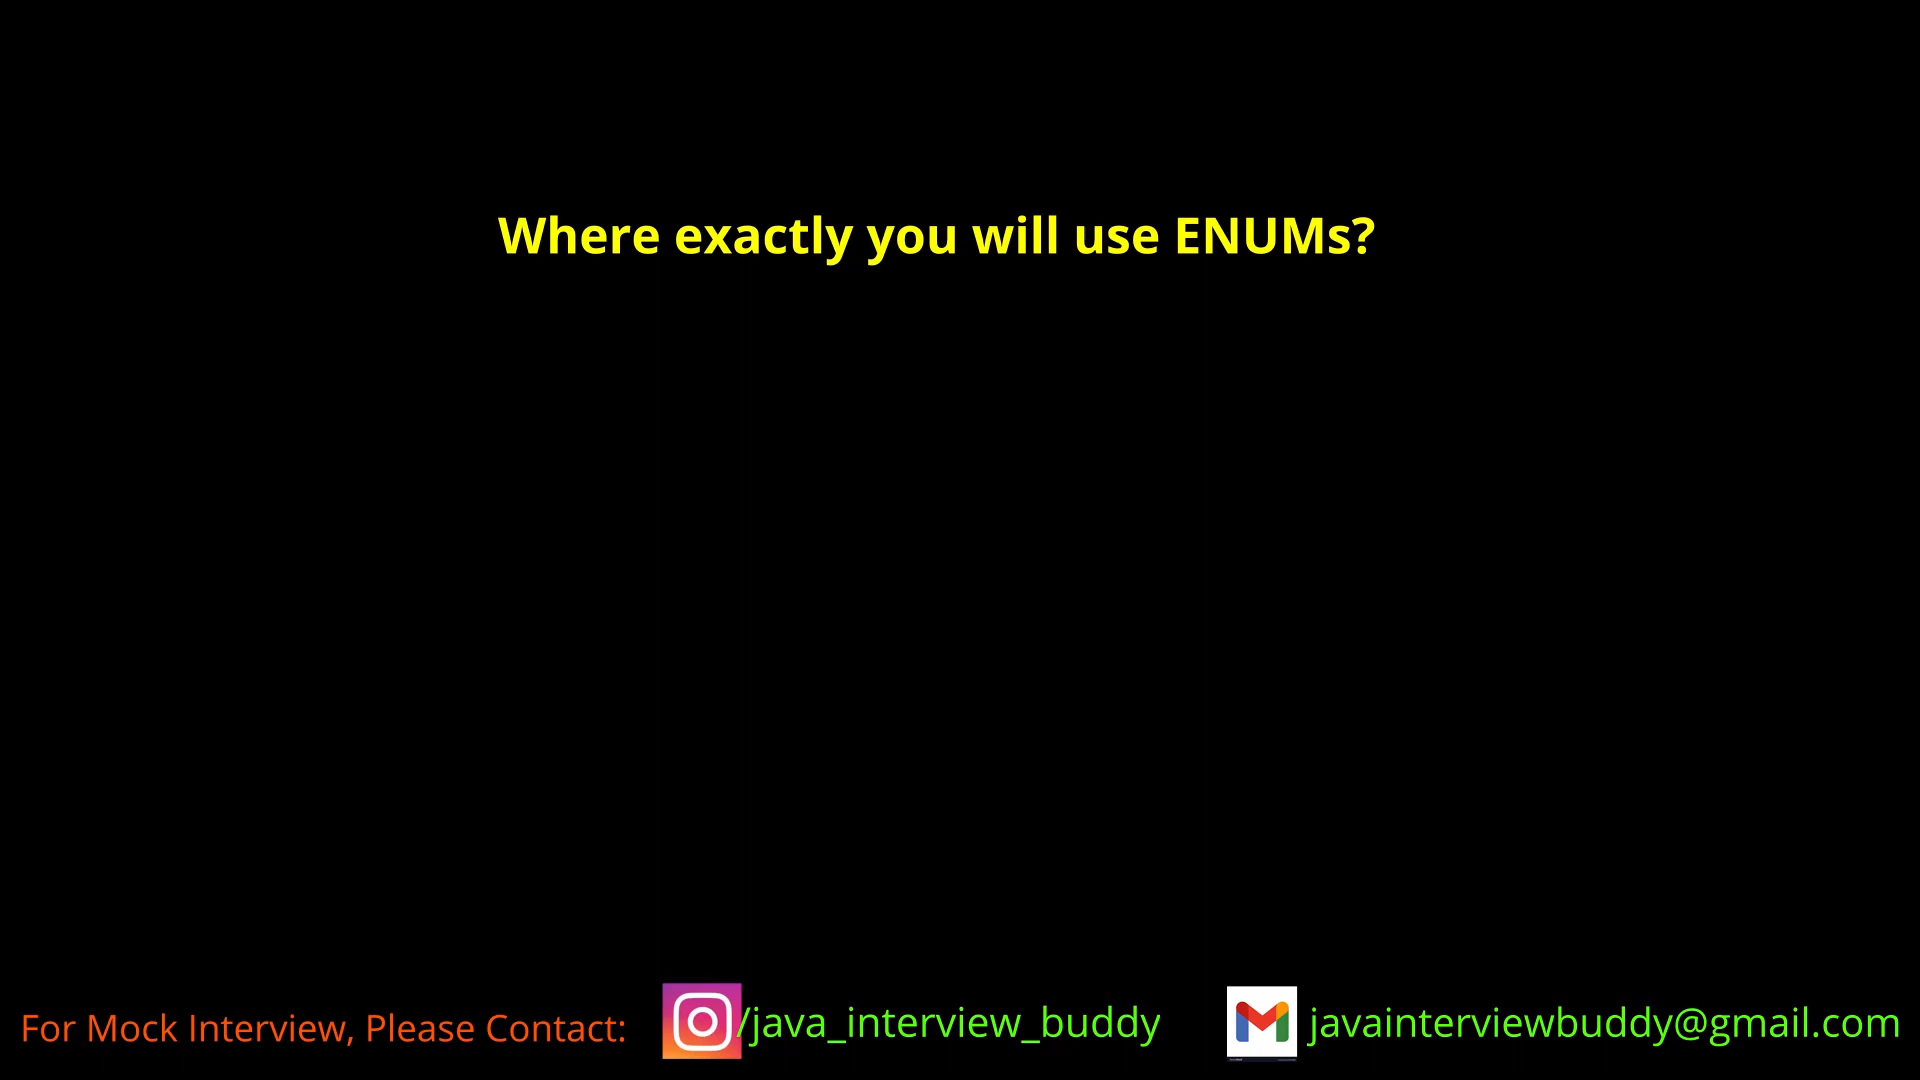 Where exactly you will use ENUMs?
For Mock Interview, Please Contact: /java_interview_buddy javainterviewbuddy@gmail.com